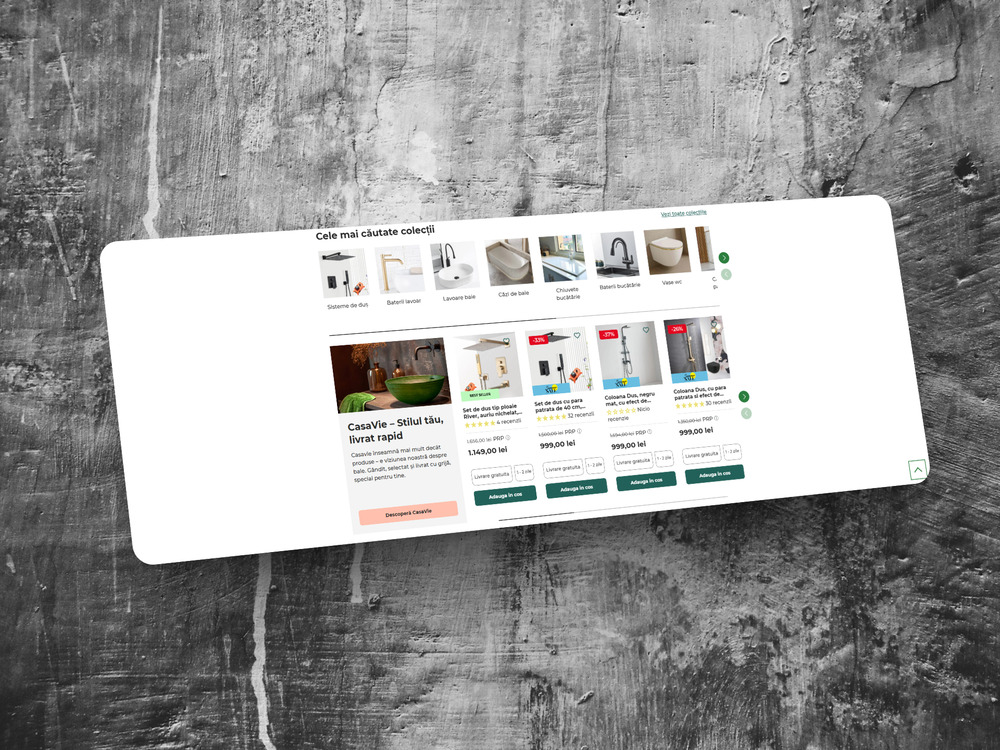 Vezi toate colecțiile
Cele mai căutate colecții
Sisteme de duș
Baterii lavoar
Lavoare baie
Căzi de baie
Chiuvete
bucătărie
Baterii bucătărie
Vase wc
CasaVie – Stilul tău,
livrat rapid
Casavie înseamnă mai mult decât
produse – e viziunea noastră despre
baie. Gândit, selectat și livrat cu grijă,
special pentru tine.
Descoperă CasaVie
BEST SELLER
Set de dus tip ploaie
River, auriu nichelat,...
4 recenzii
1.655,00 lei PRP
1.149,00 lei
Livrare gratuita
1 - 2 zile
Adauga in cos
-33%
Set de dus cu para
patrata de 40 cm,...
32 recenzii
1.500,00 lei PRP
999,00 lei
Livrare gratuita
1 - 2 zile
Adauga in cos
-37%
Coloana Dus, negru
mat, cu efect de...
Nicio
recenzie
1.594,00 lei PRP
999,00 lei
Livrare gratuita
1 - 2 zile
Adauga in cos
-26%
Coloana Dus, cu para
patrata si efect de...
30 recenzii
1.350,00 lei PRP
999,00 lei
Livrare gratuita
1 - 2 zile
Adauga in cos